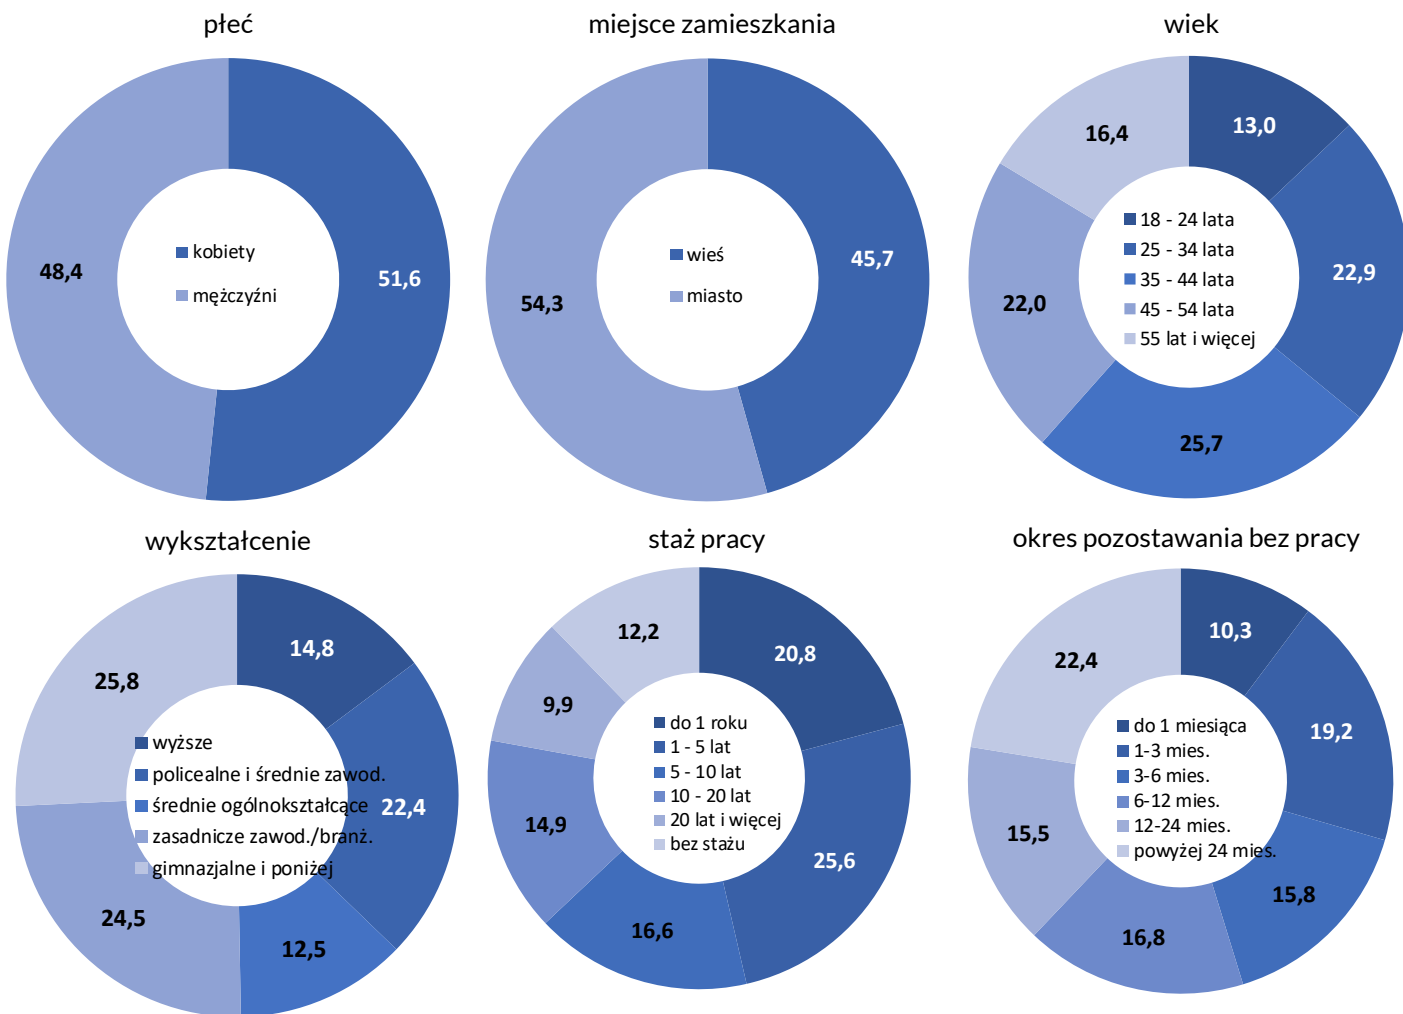 płeć
48,4
51,6
kobiety
mężczyźni
miejsce zamieszkania
54,3
45,7
wieś
miasto
wiek
16,4
13,0
22,0
22,9
25,7
18 - 24 lata
25 - 34 lata
35 - 44 lata
45 - 54 lata
55 lat i więcej
wykształcenie
25,8
14,8
22,4
24,5
12,5
wyższe
policealne i średnie zawod.
średnie ogólnokształcące
zasadnicze zawod./branż.
gimnazjalne i poniżej
staż pracy
12,2
20,8
9,9
14,9
25,6
16,6
do 1 roku
1 - 5 lat
5 - 10 lat
10 - 20 lat
20 lat i więcej
bez stażu
okres pozostawania bez pracy
22,4
10,3
19,2
15,5
15,8
16,8
do 1 miesiąca
1-3 mies.
3-6 mies.
6-12 mies.
12-24 mies.
powyżej 24 mies.